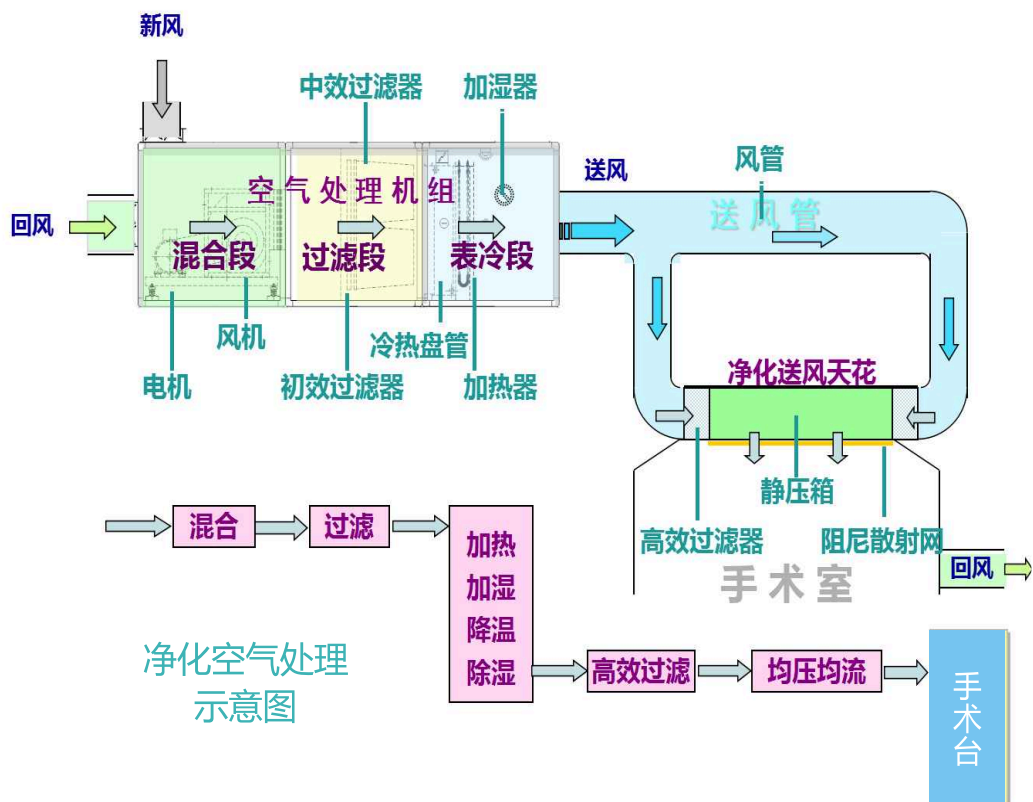 新风
中效过滤器
加湿器
空气处理机组
送风
风管
送风管
回风
混合段
过滤段
表冷段
风机
冷热盘管
电机
初效过滤器
加热器
净化送风天花
静压箱
高效过滤器
阻尼散射网
手术室
回风
混合
过滤
加热
加湿
降温
除湿
高效过滤
均压均流
手术台
净化空气处理
示意图